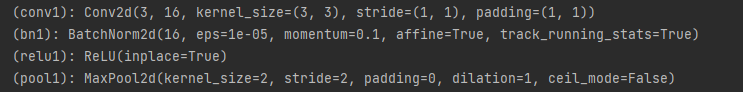 (conv1): Conv2d(3, 16, kernel_size=(3, 3), stride=(1, 1), padding=(1, 1))
(bn1): BatchNorm2d(16, eps=1e-05, momentum=0.1, affine=True, track_running_stats=True)
(relu1): ReLU(inplace=True)
(pool1): MaxPool2d(kernel_size=2, stride=2, padding=0, dilation=1, ceil_mode=False)